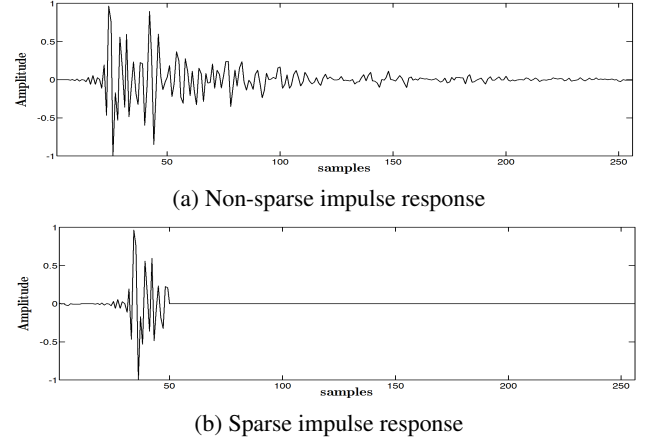 1
0.5
0
-0.5
-1
Amplitude
50 100 150 200 250
samples
(a) Non-sparse impulse response
1
0.5
0
-0.5
-1
Amplitude
50 100 150 200 250
samples
(b) Sparse impulse response